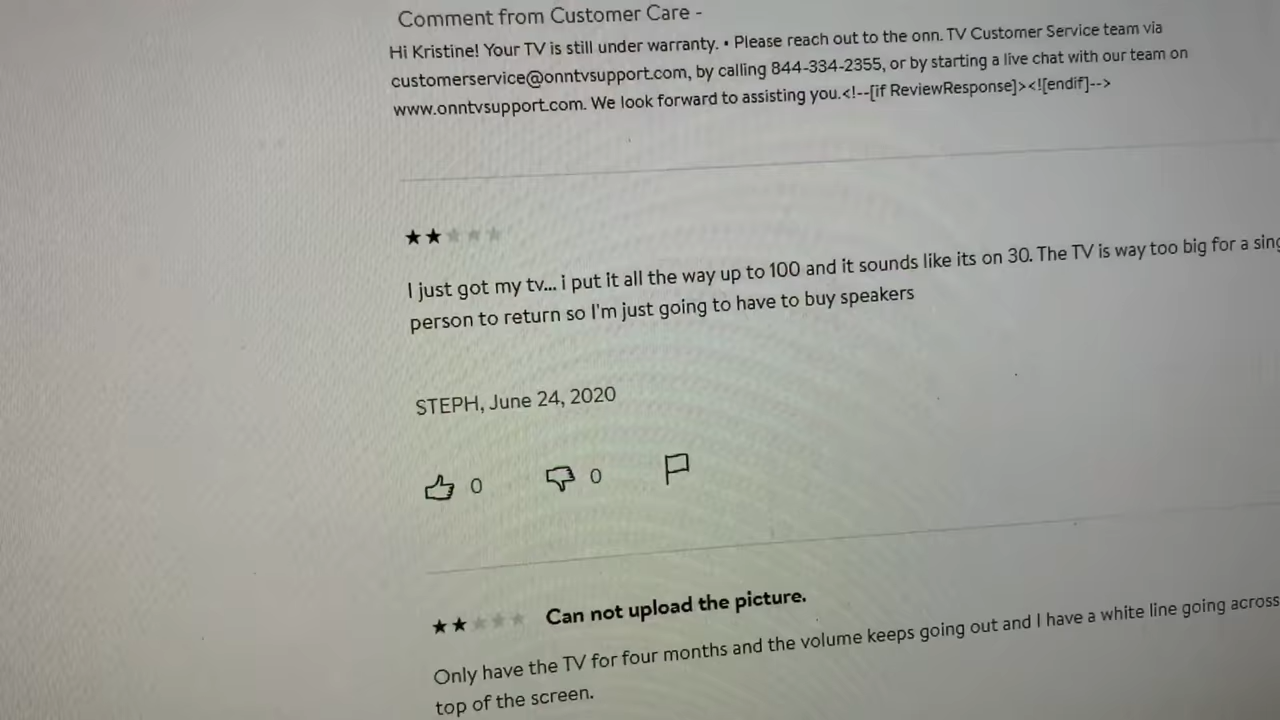 Comment from Customer Care -
Hi Kristine! Your TV is still under warranty. • Please reach out to the onn. TV Customer Service team via
customerservice@onntvsupport.com, by calling 844-334-2355, or by starting a live chat with our team on
www.onntvsupport.com. We look forward to assisting you.<!--[if ReviewResponse]><![endif]-->
I just got my tv... i put it all the way up to 100 and it sounds like its on 30. The TV is way too big for a
person to return so I'm just going to have to buy speakers
STEPH, June 24, 2020
0 0
Can not upload the picture.
Only have the TV for four months and the volume keeps going out and I have a white line going across
top of the screen.